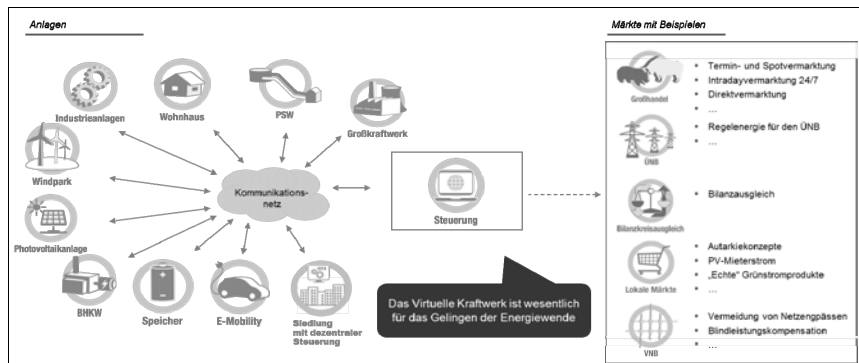 Anlagen
Industrieanlagen
Wohnhaus
PSW
Großkraftwerk
Windpark
Photovoltaikanlage
BHKW
Speicher
E-Mobility
Siedlung
mit dezentraler
Steuerung
Kommunikations-
netz
Steuerung
Das Virtuelle Kraftwerk ist wesentlich
für das Gelingen der Energiewende
Märkte mit Beispielen
Großhandel
▪ Termin- und Spotvermarktung
▪ Intradayvermarktung 24/7
▪ Direktvermarktung
▪ ...
ÜNB
▪ Regelenergie für den ÜNB
▪ ...
Bilanzkreisausgleich
▪ Bilanzausgleich
Lokale Märkte
▪ Autarkiekonzepte
▪ PV-Mieterstrom
▪ „Echte" Grünstromprodukte
▪ ...
VNB
▪ Vermeidung von Netzengpässen
▪ Blindleistungskompensation
▪ ...